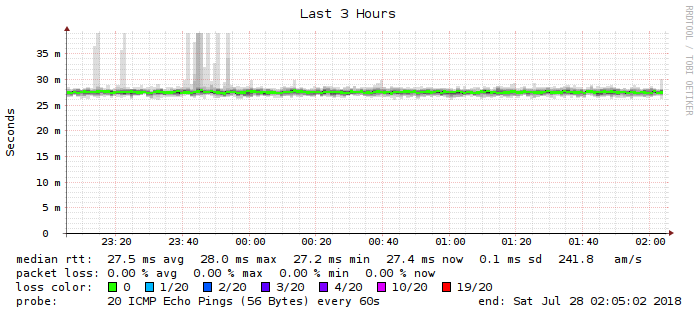 Last 3 Hours
RRDTOOL / TOBI OETIKER
Seconds
35 m
30 m
25 m
20 m
15 m
10 m
5 m
0
23:20 23:40 00:00 00:20 00:40 01:00 01:20 01:40 02:00
median rtt: 27.5 ms avg 28.0 ms max 27.2 ms min 27.4 ms now 0.1 ms sd 241.8 am/s
packet loss: 0.00 % avg 0.00 % max 0.00 % min 0.00 % now
loss color: 0 1/20 2/20 3/20 4/20 10/20 19/20
probe: 20 ICMP Echo Pings (56 Bytes) every 60s end: Sat Jul 28 02:05:02 2018